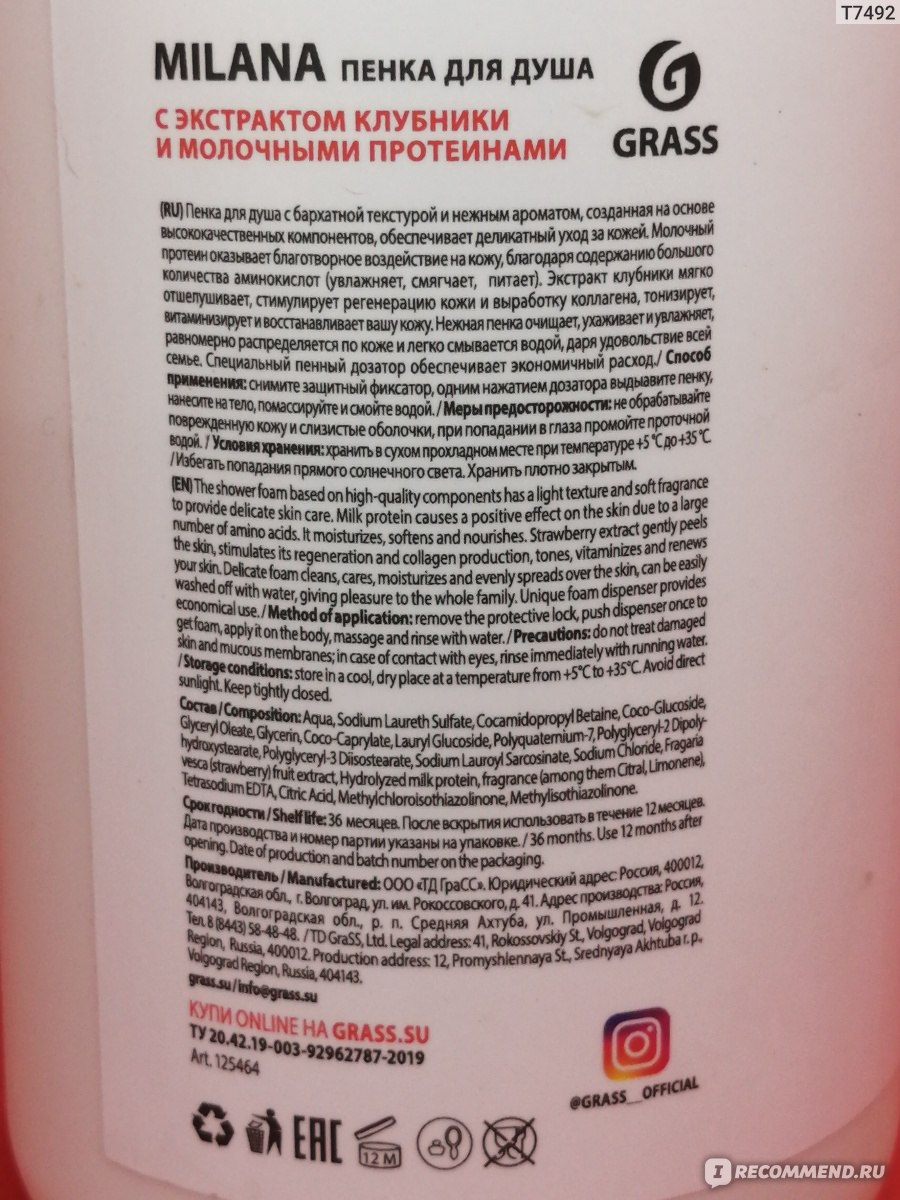 T7492
MILANA ПЕНКА ДЛЯ ДУША
С ЭКСТРАКТОМ КЛУБНИКИ
И МОЛОЧНЫМИ ПРОТЕИНАМИ
GRASS
(RU) Пенка для душа с бархатной текстурой и нежным ароматом, созданная на основе
высококачественных компонентов, обеспечивает деликатный уход за кожей. Молочный
протеин оказывает благотворное воздействие на кожу, благодаря содержанию большого
количества аминокислот (увлажняет, смягчает, питает). Экстракт клубники мягко
отшелушивает, стимулирует регенерацию кожи и выработку коллагена, тонизирует,
витаминизирует и восстанавливает вашу кожу. Нежная пенка очищает, ухаживает и увлажняет,
равномерно распределяется по коже и легко смывается водой, даря удовольствие всей
семье. Специальный пенный дозатор обеспечивает экономичный расход./ Способ
применения: снимите защитный фиксатор, одним нажатием дозатора выдыавите пенку,
нанесите на тело, помассируйте и смойте водой. / Меры предосторожности: не обрабатывайте
поврежденную кожу и слизистые оболочки, при попадании в глаза промойте проточной
водой. / Условия хранения: хранить в сухом прохладном месте при температуре +5 °С до +35 °С.
/ Избегать попадания прямого солнечного света. Хранить плотно закрытым.
(EN) The shower foam based on high-quality components has a light texture and soft fragrance
to provide delicate skin care. Milk protein causes a positive effect on the skin due to a large
number of amino acids. It moisturizes, softens and nourishes. Strawberry extract gently peels
the skin, stimulates its regeneration and collagen production, tones, vitaminizes and renews
your skin. Delicate foam cleans, cares, moisturizes and evenly spreads over the skin, can be easily
washed off with water, giving pleasure to the whole family. Unique foam dispenser provides
economical use. / Method of application: remove the protective lock, push dispenser once to
get foam, apply it on the body, massage and rinse with water. / Precautions: do not treat damaged
skin and mucous membranes; in case of contact with eyes, rinse immediately with running water.
/ Storage conditions: store in a cool, dry place at a temperature from +5°C to +35°C. Avoid direct
sunlight. Keep tightly closed.
Состав / Composition: Aqua, Sodium Laureth Sulfate, Cocamidopropyl Betaine, Coco-Glucoside,
Glyceryl Oleate, Glycerin, Coco-Caprylate, Lauryl Glucoside, Polyquaternium-7, Polyglyceryl-2 Dipoly-
hydroxystearate, Polyglyceryl-3 Diisostearate, Sodium Lauroyl Sarcosinate, Sodium Chloride, Fragaria
vesca (strawberry) fruit extract, Hydrolyzed milk protein, fragrance (among them Citral, Limonene),
Tetrasodium EDTA, Citric Acid, Methylchloroisothiazolinone, Methylisothiazolinone.
Срок годности / Shelf life: 36 месяцев. После вскрытия использовать в течение 12 месяцев.
Дата производства и номер партии указаны на упаковке. / 36 months. Use 12 months after
opening. Date of production and batch number on the packaging.
Производитель / Manufactured: ООО «ТД ГраСС». Юридический адрес: Россия, 400012,
Волгоградская обл., г. Волгоград, ул. им. Рокоссовского, д. 41. Адрес производства: Россия,
404143, Волгоградская обл., р. п. Средняя Ахтуба, ул. Промышленная, д. 12.
Тел. 8 (8443) 58-48-48. / TD GraSS, Ltd. Legal address: 41, Rokossovskiy St., Volgograd, Volgograd
Region, Russia, 400012. Production address: 12, Promyshlennaya St., Srednyaya Akhtuba r. p.,
Volgograd Region, Russia, 404143.
grass.su / info@grass.su
КУПИ ONLINE НА GRASS.SU
ТУ 20.42.19-003-92962787-2019
Art. 125464
@GRASS__OFFICIAL
EAC
12 M
IRECOMMEND.RU